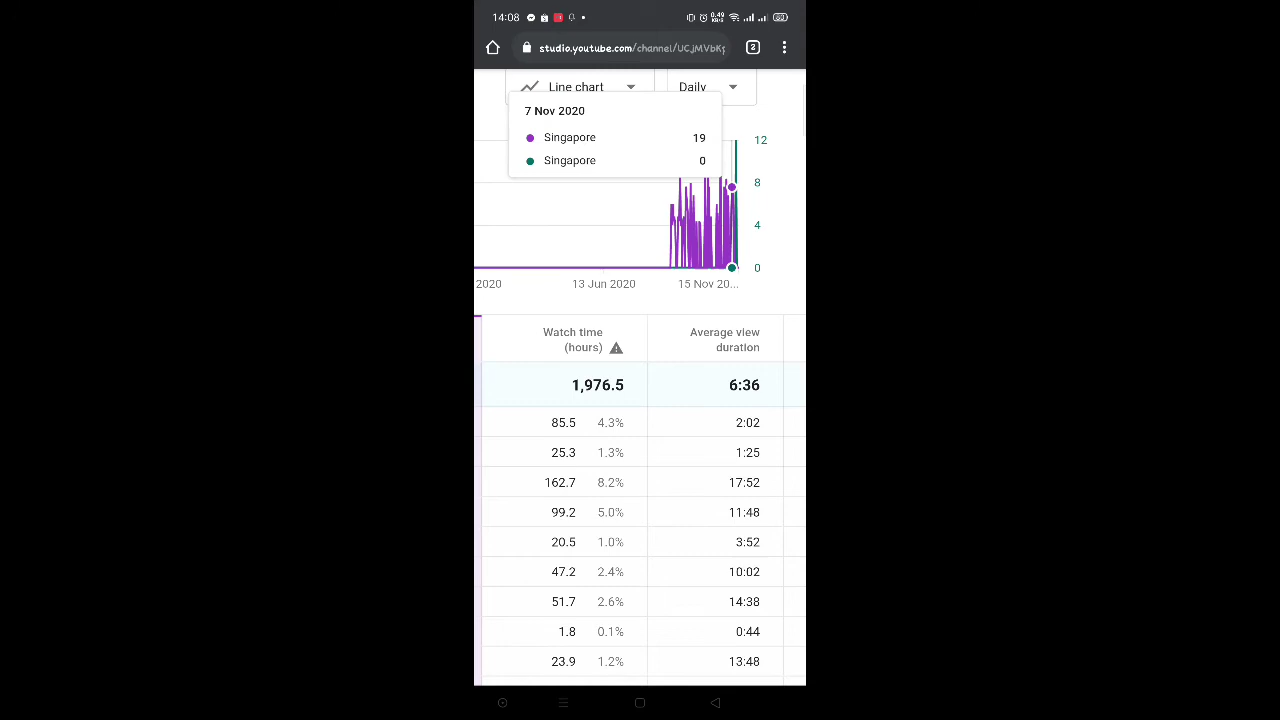 14:08
0.49 KB/S
studio.youtube.com/channel/UCjMVbKp
2
Line chart
Daily
7 Nov 2020
Singapore 19
Singapore 0
12
8
4
0
2020 13 Jun 2020 15 Nov 20...
Watch time (hours)
Average view duration
1,976.5 6:36
85.5 4.3% 2:02
25.3 1.3% 1:25
162.7 8.2% 17:52
99.2 5.0% 11:48
20.5 1.0% 3:52
47.2 2.4% 10:02
51.7 2.6% 14:38
1.8 0.1% 0:44
23.9 1.2% 13:48